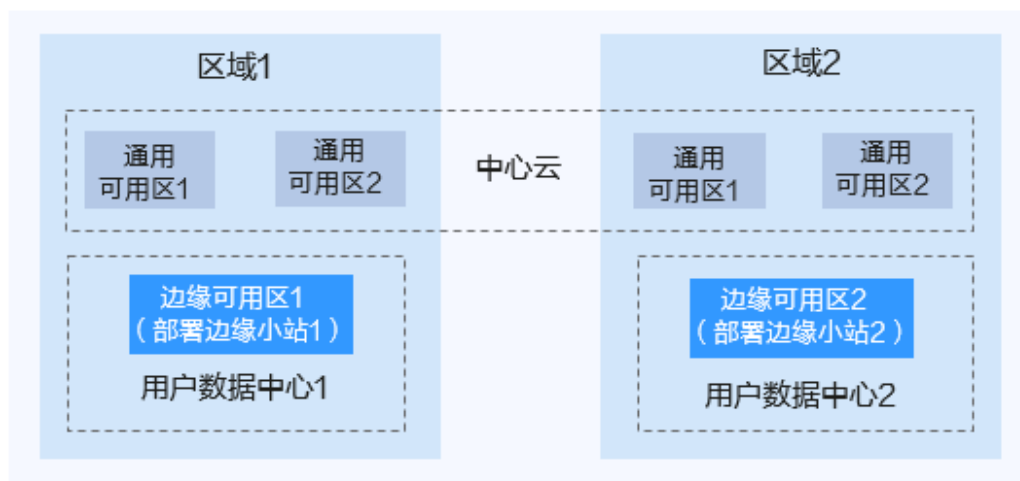 区域1
区域2
通用
可用区1
通用
可用区2
中心云
通用
可用区1
通用
可用区2
边缘可用区1
（部署边缘小站1）
用户数据中心1
边缘可用区2
（部署边缘小站2）
用户数据中心2